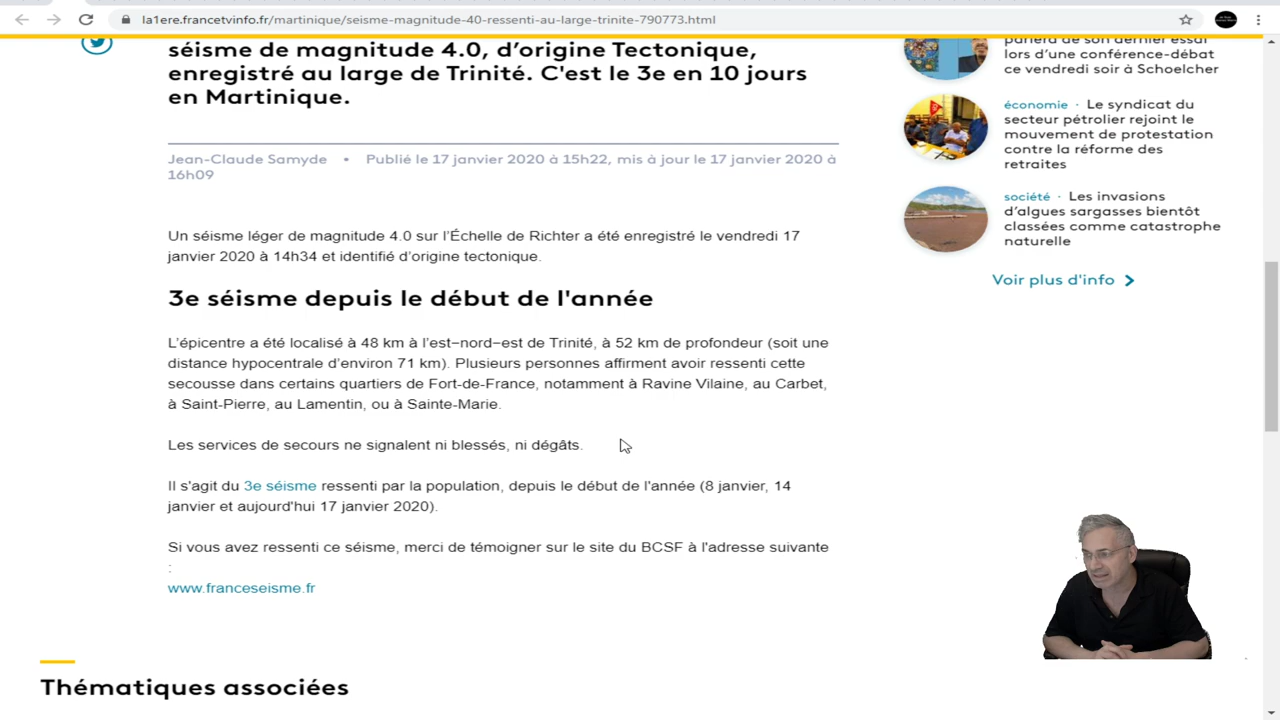 la1ere.francetvinfo.fr/martinique/seisme-magnitude-40-ressenti-au-large-trinite-790773.html
séisme de magnitude 4.0, d’origine Tectonique,
enregistré au large de Trinité. C'est le 3e en 10 jours
en Martinique.
Jean-Claude Samyde • Publié le 17 janvier 2020 à 15h22, mis à jour le 17 janvier 2020 à
16h09
Un séisme léger de magnitude 4.0 sur l’Échelle de Richter a été enregistré le vendredi 17
janvier 2020 à 14h34 et identifié d’origine tectonique.
3e séisme depuis le début de l'année
L’épicentre a été localisé à 48 km à l’est−nord−est de Trinité, à 52 km de profondeur (soit une
distance hypocentrale d’environ 71 km). Plusieurs personnes affirment avoir ressenti cette
secousse dans certains quartiers de Fort-de-France, notamment à Ravine Vilaine, au Carbet,
à Saint-Pierre, au Lamentin, ou à Sainte-Marie.
Les services de secours ne signalent ni blessés, ni dégâts.
Il s'agit du 3e séisme ressenti par la population, depuis le début de l'année (8 janvier, 14
janvier et aujourd'hui 17 janvier 2020).
Si vous avez ressenti ce séisme, merci de témoigner sur le site du BCSF à l'adresse suivante
:
www.franceseisme.fr
Thématiques associées
parlera de son dernier essai
lors d’une conférence-débat
ce vendredi soir à Schoelcher
économie · Le syndicat du
secteur pétrolier rejoint le
mouvement de protestation
contre la réforme des
retraites
société · Les invasions
d’algues sargasses bientôt
classées comme catastrophe
naturelle
Voir plus d'info